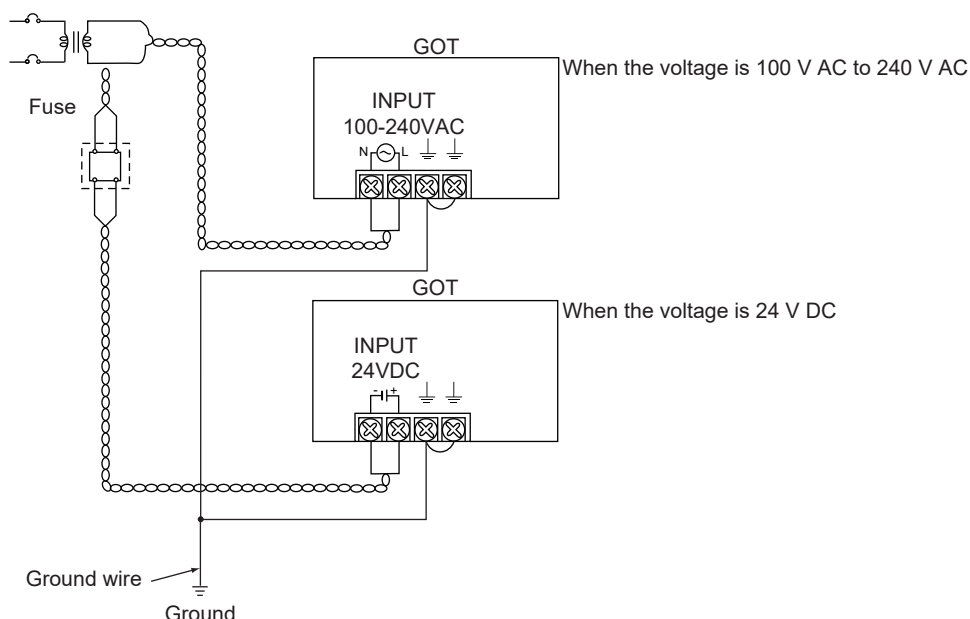 GOT
When the voltage is 100 V AC to 240 V AC
Fuse
INPUT
100-240VAC
N L
GOT
When the voltage is 24 V DC
INPUT
24VDC
- +
Ground wire
Ground